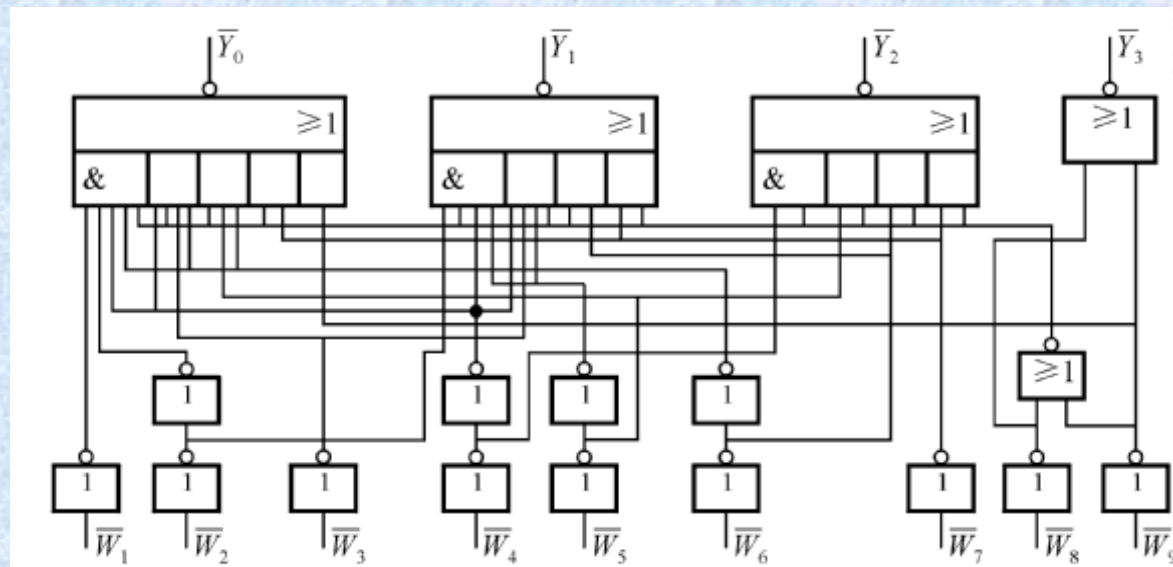 Y̅₀ Y̅₁ Y̅₂ Y̅₃
≥1 ≥1 ≥1 ≥1
& & &
≥1
1 1 1 1
1 1 1 1 1 1 1 1 1
W̅₁ W̅₂ W̅₃ W̅₄ W̅₅ W̅₆ W̅₇ W̅₈ W̅₉